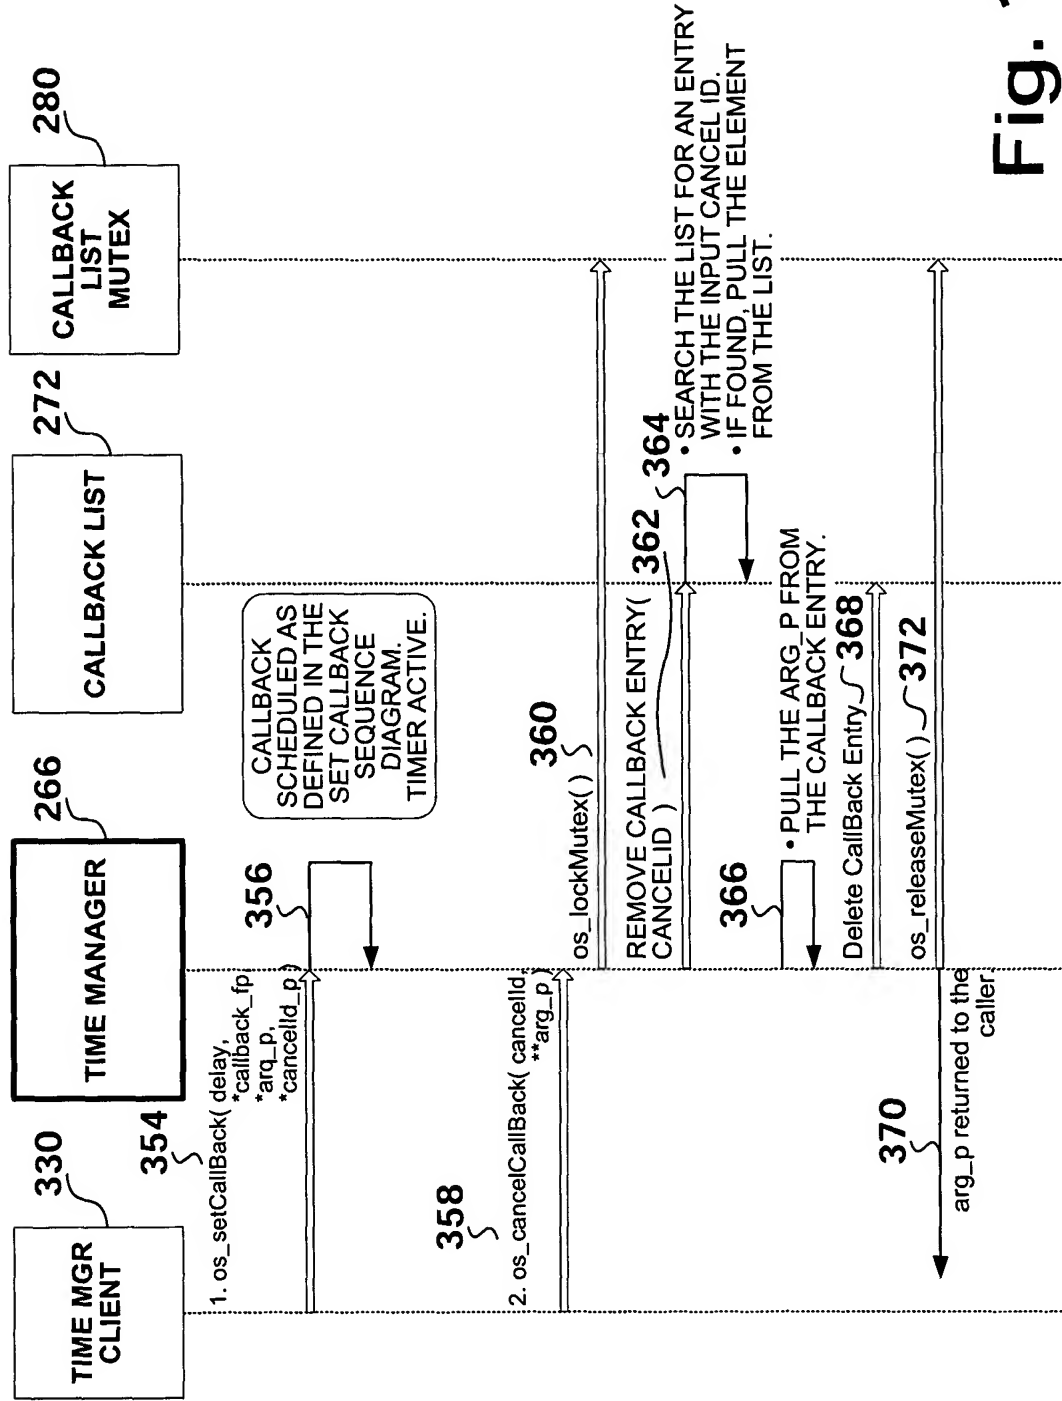 330
TIME MGR
CLIENT
266
TIME MANAGER
272
CALLBACK LIST
280
CALLBACK
LIST
MUTEX
354
1. os_setCallBack( delay,
*callback_fp,
*arq_p,
*cancelId_p )
356
CALLBACK
SCHEDULED AS
DEFINED IN THE
SET CALLBACK
SEQUENCE
DIAGRAM.
TIMER ACTIVE.
358
2. os_cancelCallBack( cancelId,
**arg_p )
os_lockMutex( )
360
REMOVE CALLBACK ENTRY(
CANCELID )
362
364
• SEARCH THE LIST FOR AN ENTRY
WITH THE INPUT CANCEL ID.
• IF FOUND, PULL THE ELEMENT
FROM THE LIST.
366
• PULL THE ARG_P FROM
THE CALLBACK ENTRY.
Delete CallBack Entry
368
os_releaseMutex( )
372
370
arg_p returned to the
caller.
Fig.